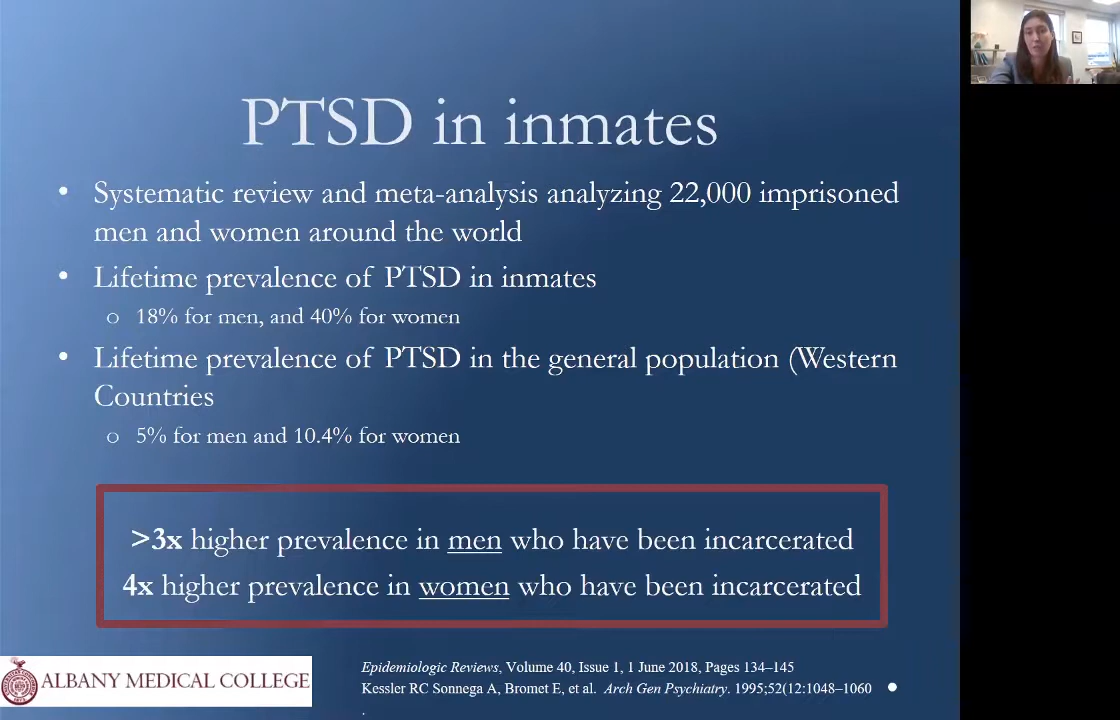 PTSD in inmates
• Systematic review and meta-analysis analyzing 22,000 imprisoned
men and women around the world
• Lifetime prevalence of PTSD in inmates
o 18% for men, and 40% for women
• Lifetime prevalence of PTSD in the general population (Western
Countries
o 5% for men and 10.4% for women
>3x higher prevalence in men who have been incarcerated
4x higher prevalence in women who have been incarcerated
ALBANY MEDICAL COLLEGE
Epidemiologic Reviews, Volume 40, Issue 1, 1 June 2018, Pages 134–145
Kessler RC Sonnega A, Bromet E, et al. Arch Gen Psychiatry. 1995;52(12:1048–1060 •
.